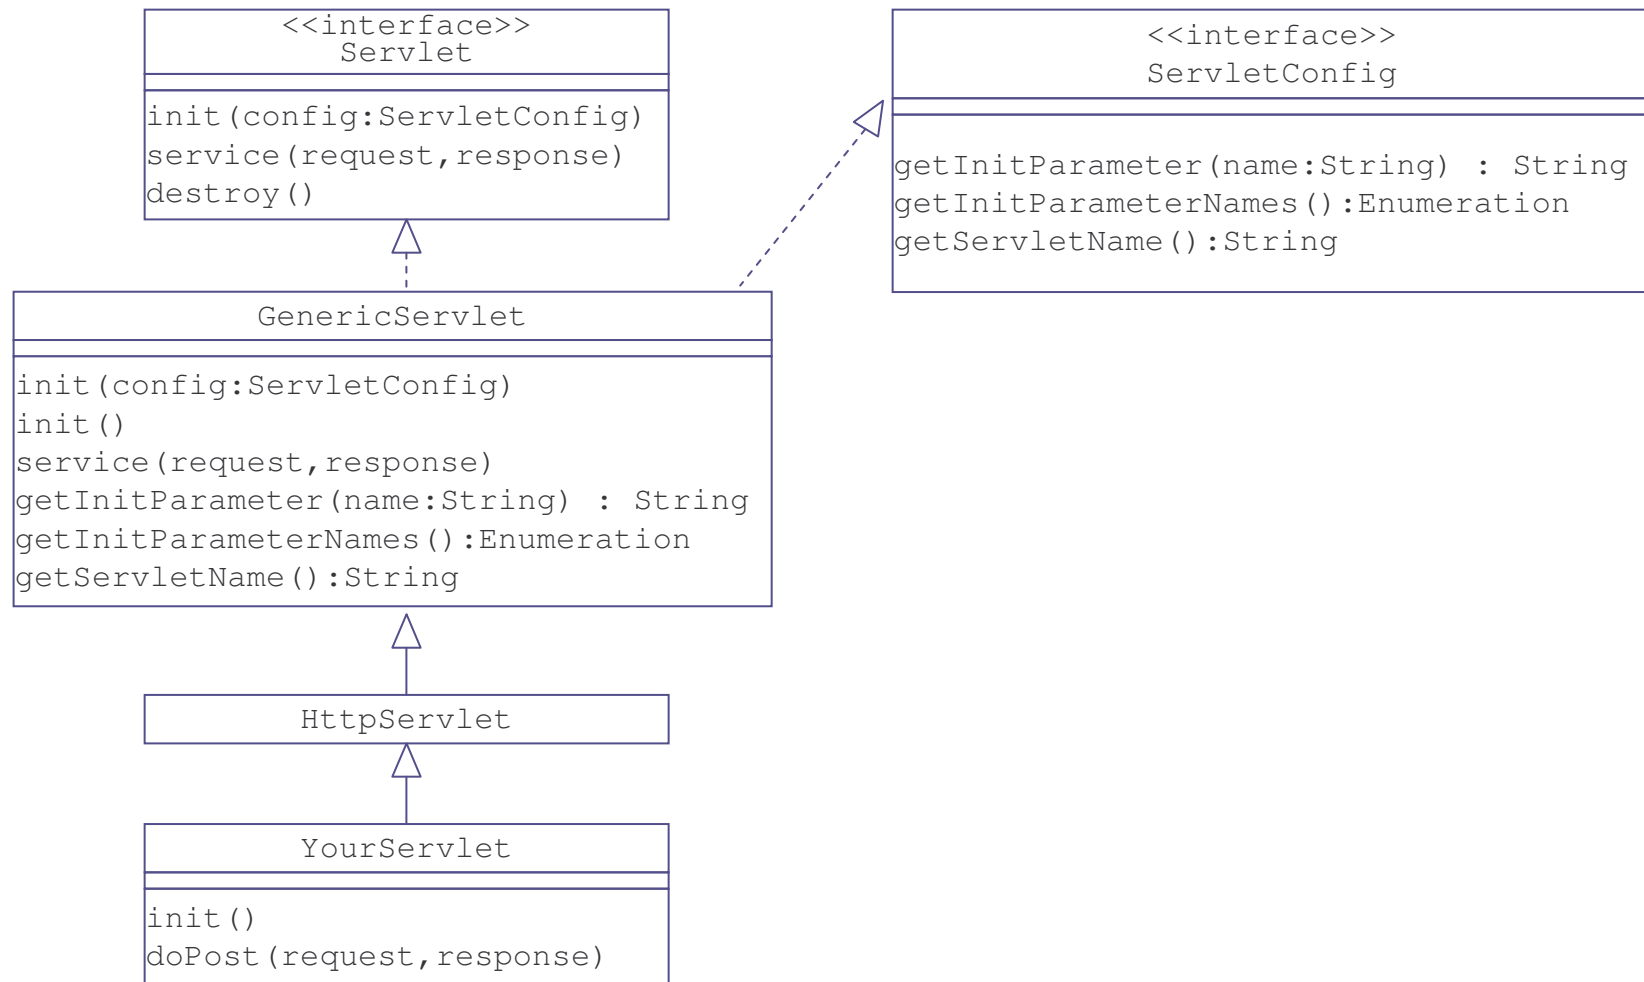 <<interface>>
Servlet
init(config:ServletConfig)
service(request,response)
destroy()
<<interface>>
ServletConfig
getInitParameter(name:String) : String
getInitParameterNames():Enumeration
getServletName():String
GenericServlet
init(config:ServletConfig)
init()
service(request,response)
getInitParameter(name:String) : String
getInitParameterNames():Enumeration
getServletName():String
HttpServlet
YourServlet
init()
doPost(request,response)